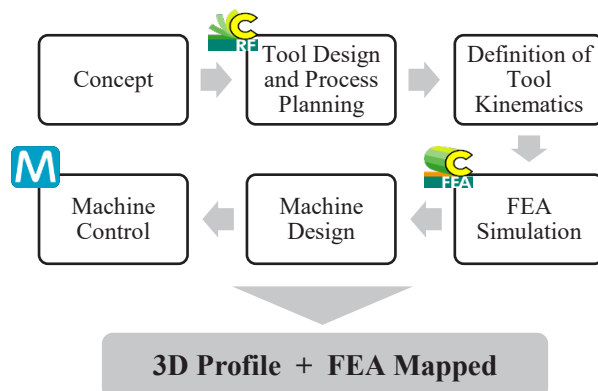 C
RF
Concept
Tool Design
and Process
Planning
Definition of
Tool
Kinematics
M
C
FEA
Machine
Control
Machine
Design
FEA
Simulation
3D Profile + FEA Mapped